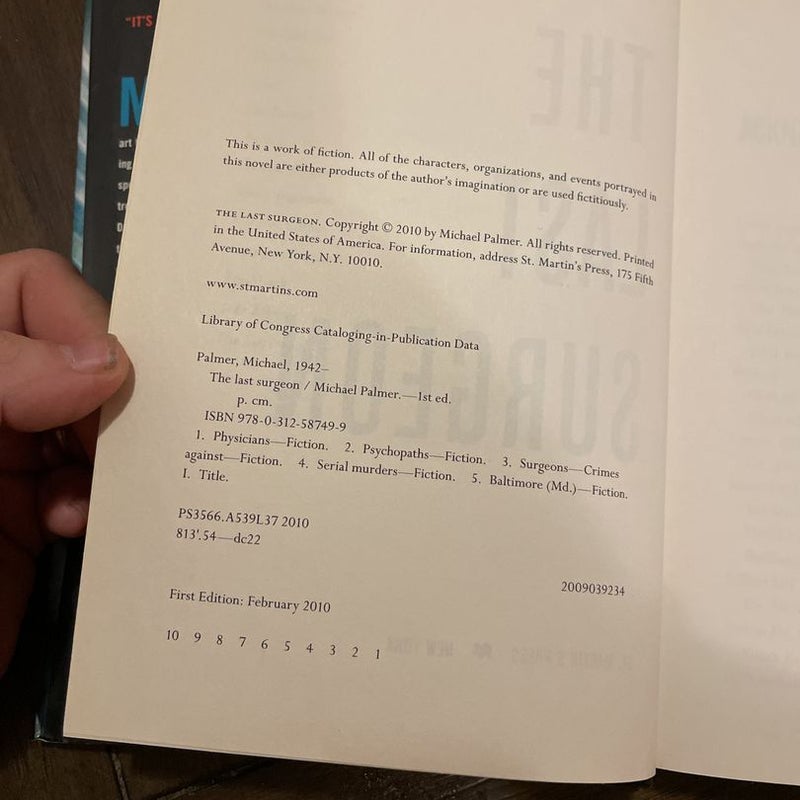 "IT'S
M
art
THE
This is a work of fiction. All of the characters, organizations, and events portrayed in
this novel are either products of the author's imagination or are used fictitiously.
THE LAST SURGEON. Copyright © 2010 by Michael Palmer. All rights reserved. Printed
in the United States of America. For information, address St. Martin's Press, 175 Fifth
Avenue, New York, N.Y. 10010.
www.stmartins.com
Library of Congress Cataloging-in-Publication Data
Palmer, Michael, 1942–
The last surgeon / Michael Palmer.—1st ed.
p. cm.
ISBN 978-0-312-58749-9
1. Physicians—Fiction. 2. Psychopaths—Fiction. 3. Surgeons—Crimes
against—Fiction. 4. Serial murders—Fiction. 5. Baltimore (Md.)—Fiction.
I. Title.
SURGEON
PS3566.A539L37 2010
813'.54—dc22
2009039234
First Edition: February 2010
10 9 8 7 6 5 4 3 2 1